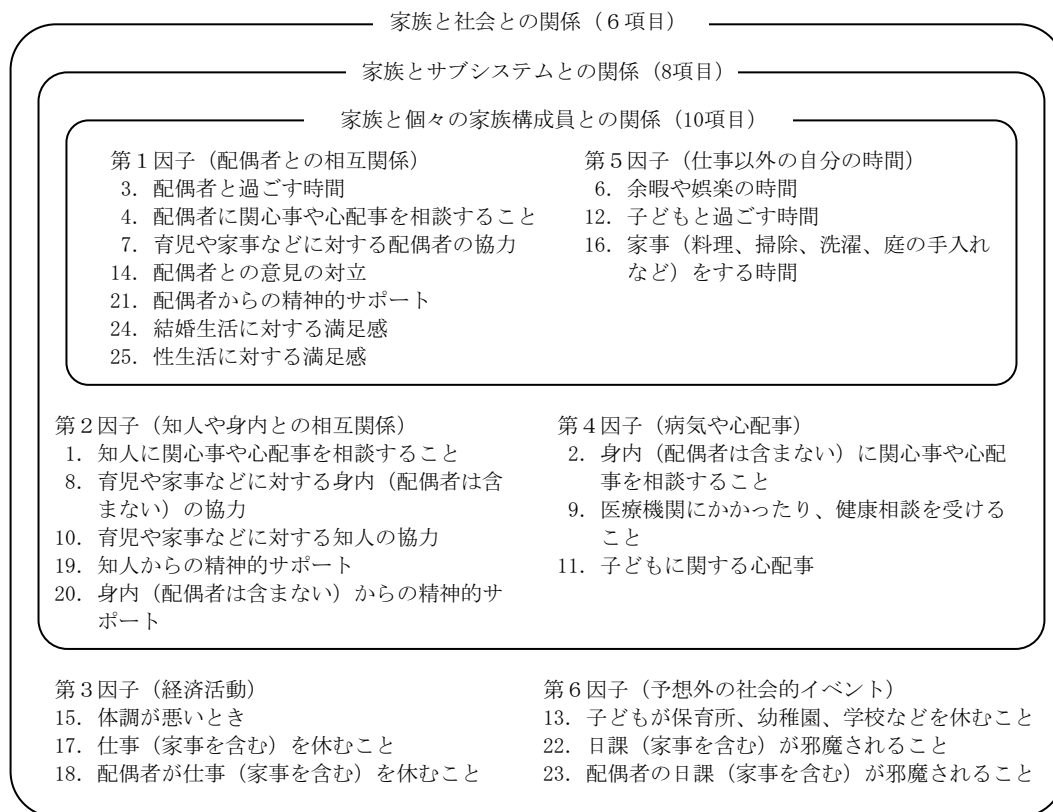 家族と社会との関係(6項目)
家族とサブシステムとの関係(8項目)
家族と個々の家族構成員との関係(10項目)
第1因子(配偶者との相互関係)
3. 配偶者と過ごす時間
4. 配偶者に関心事や心配事を相談すること
7. 育児や家事などに対する配偶者の協力
14. 配偶者との意見の対立
21. 配偶者からの精神的サポート
24. 結婚生活に対する満足感
25. 性生活に対する満足感
第5因子(仕事以外の自分の時間)
6. 余暇や娯楽の時間
12. 子どもと過ごす時間
16. 家事(料理、掃除、洗濯、庭の手入れ
など)をする時間
第2因子(知人や身内との相互関係)
1. 知人に関心事や心配事を相談すること
8. 育児や家事などに対する身内(配偶者は含
まない)の協力
10. 育児や家事などに対する知人の協力
19. 知人からの精神的サポート
20. 身内(配偶者は含まない)からの精神的サ
ポート
第4因子(病気や心配事)
2. 身内(配偶者は含まない)に関心事や心配
事を相談すること
9. 医療機関にかかったり、健康相談を受ける
こと
11. 子どもに関する心配事
第3因子(経済活動)
15. 体調が悪いとき
17. 仕事(家事を含む)を休むこと
18. 配偶者が仕事(家事を含む)を休むこと
第6因子(予想外の社会的イベント)
13. 子どもが保育所、幼稚園、学校などを休むこと
22. 日課(家事を含む)が邪魔されること
23. 配偶者の日課(家事を含む)が邪魔されること